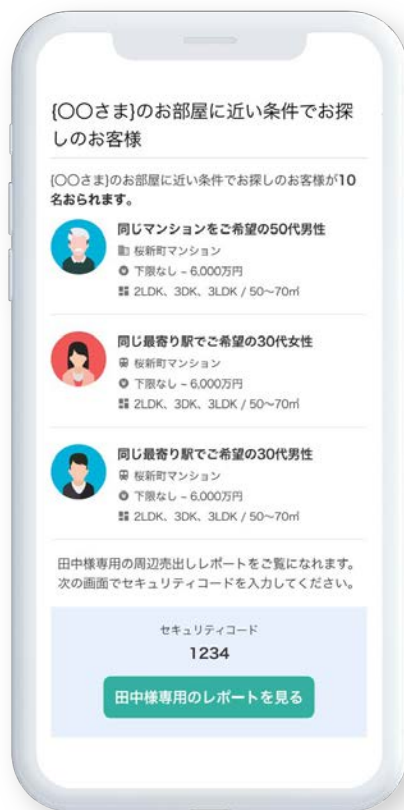 {〇〇さま}のお部屋に近い条件でお探
しのお客様
{〇〇さま}のお部屋に近い条件でお探しのお客様が10
名おられます。
同じマンションをご希望の50代男性
桜新町マンション
下限なし ~ 6,000万円
2LDK、3DK、3LDK / 50〜70㎡
同じ最寄り駅でご希望の30代女性
桜新町マンション
下限なし ~ 6,000万円
2LDK、3DK、3LDK / 50〜70㎡
同じ最寄り駅でご希望の30代男性
桜新町マンション
下限なし ~ 6,000万円
2LDK、3DK、3LDK / 50〜70㎡
田中様専用の周辺売出しレポートをご覧になれます。
次の画面でセキュリティコードを入力してください。
セキュリティコード
1234
田中様専用のレポートを見る